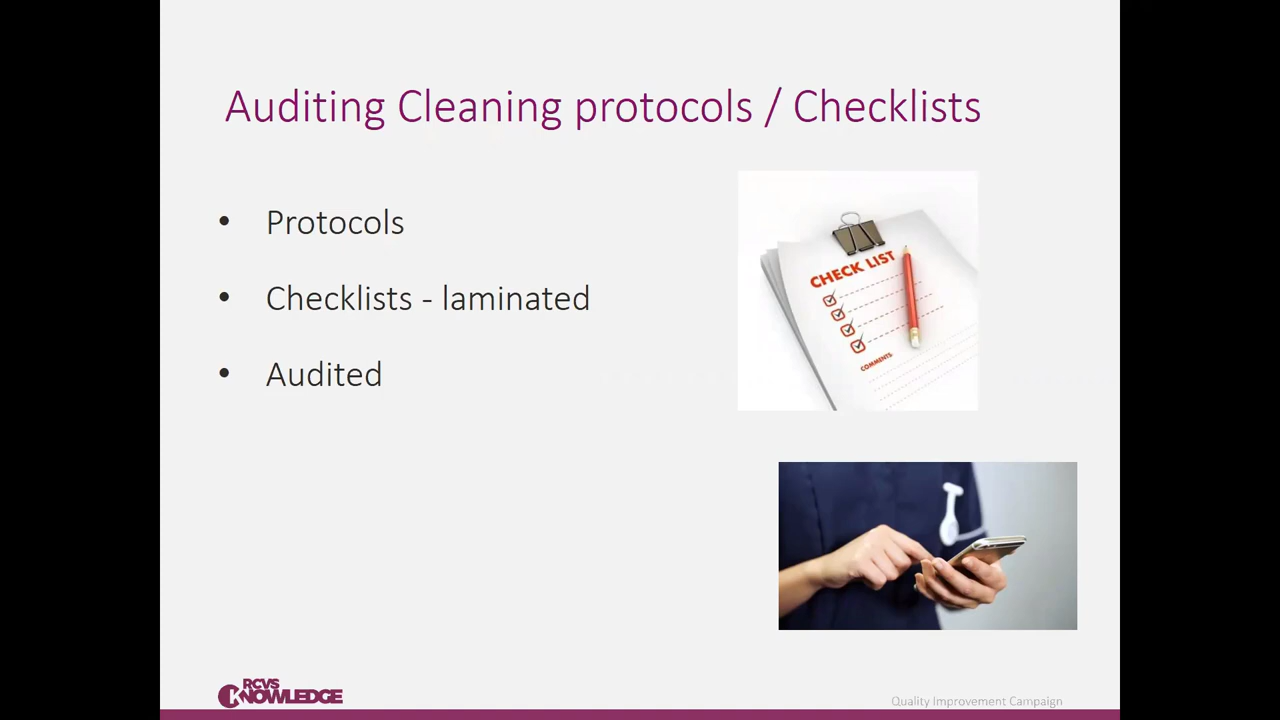 Auditing Cleaning protocols / Checklists
• Protocols
• Checklists - laminated
• Audited
CHECK LIST
COMMENTS:
RCVS
KNOWLEDGE
Quality Improvement Campaign